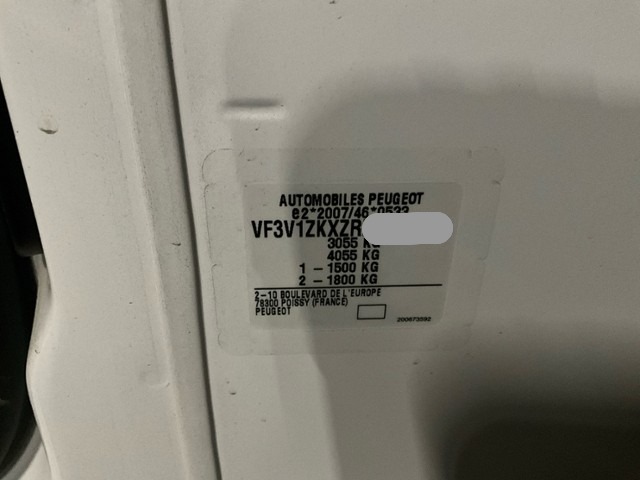 AUTOMOBILES PEUGEOT
e2*2007/46*0533
VF3V1ZKXZR
3055 KG
4055 KG
1 - 1500 KG
2 - 1800 KG
2-10 BOULEVARD DE L'EUROPE
78300 POISSY (FRANCE)
PEUGEOT
200673592